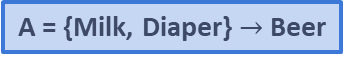 A = {Milk, Diaper} → Beer